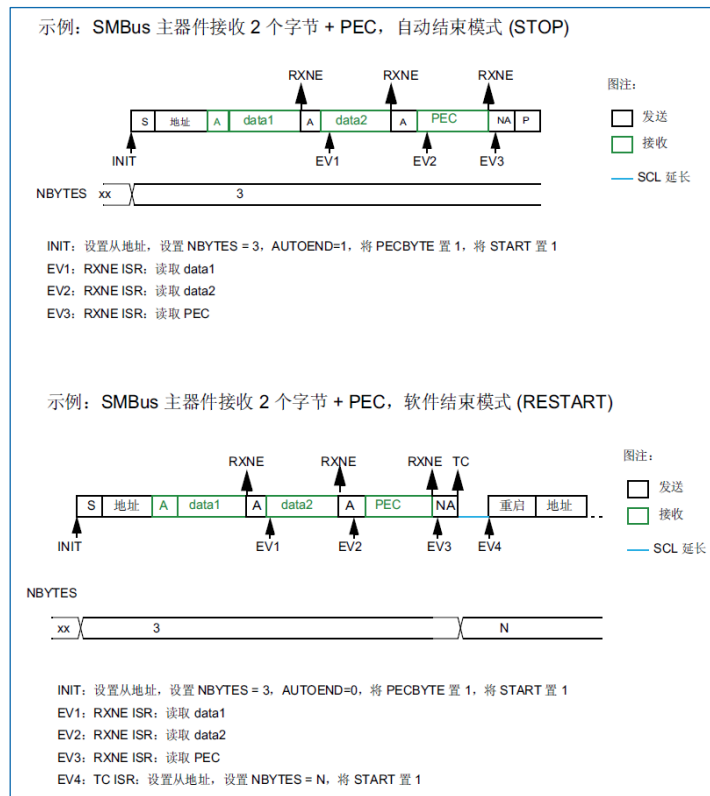 示例：SMBus 主器件接收 2 个字节 + PEC，自动结束模式 (STOP)
RXNE RXNE RXNE
图注：
S 地址 A data1 A data2 A PEC NA P
发送
接收
INIT EV1 EV2 EV3
SCL 延长
NBYTES xx 3
INIT：设置从地址，设置 NBYTES = 3，AUTOEND=1，将 PECBYTE 置 1，将 START 置 1
EV1：RXNE ISR：读取 data1
EV2：RXNE ISR：读取 data2
EV3：RXNE ISR：读取 PEC
示例：SMBus 主器件接收 2 个字节 + PEC，软件结束模式 (RESTART)
RXNE RXNE RXNE TC
图注：
S 地址 A data1 A data2 A PEC NA 重启 地址
发送
接收
INIT EV1 EV2 EV3 EV4
SCL 延长
NBYTES
xx 3 N
INIT：设置从地址，设置 NBYTES = 3，AUTOEND=0，将 PECBYTE 置 1，将 START 置 1
EV1：RXNE ISR：读取 data1
EV2：RXNE ISR：读取 data2
EV3：RXNE ISR：读取 PEC
EV4：TC ISR：设置从地址，设置 NBYTES = N，将 START 置 1